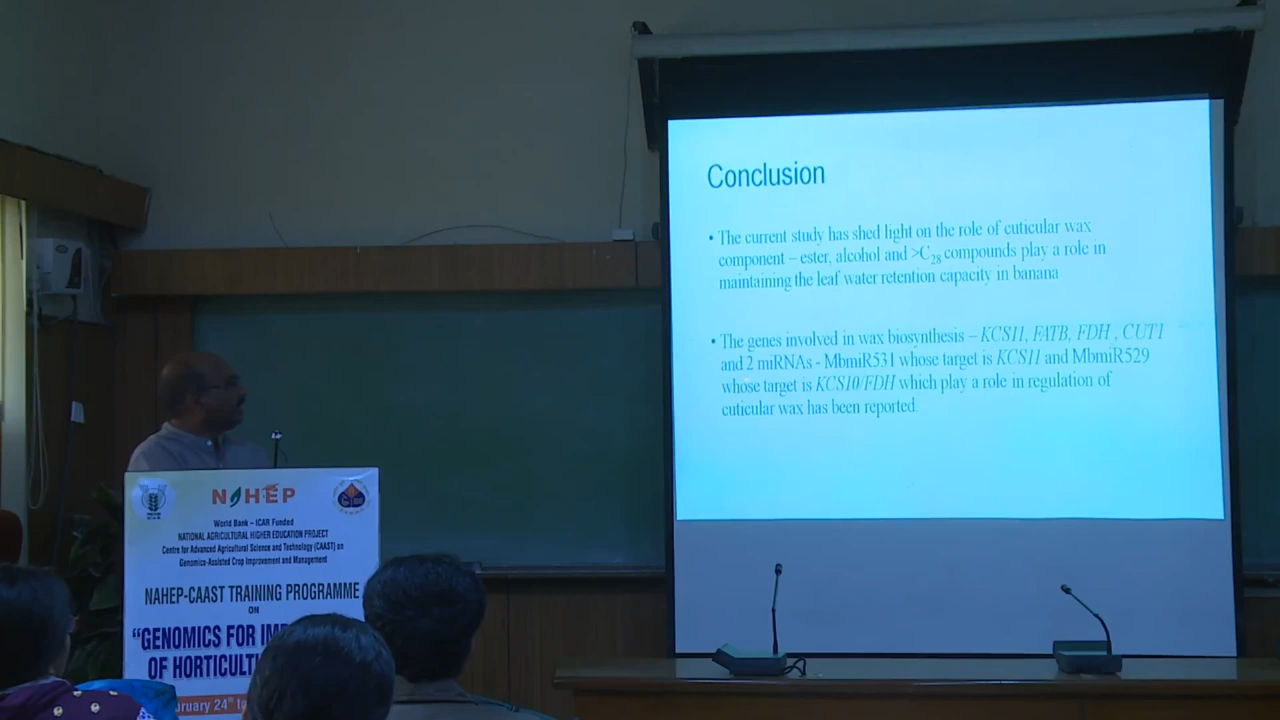 Conclusion
• The current study has shed light on the role of cuticular wax
component – ester, alcohol and >C28 compounds play a role in
maintaining the leaf water retention capacity in banana
• The genes involved in wax biosynthesis – KCS11, FATB, FDH , CUT1
and 2 miRNAs - MbmiR531 whose target is KCS11 and MbmiR529
whose target is KCS10/FDH which play a role in regulation of
cuticular wax has been reported.
NAHEP
World Bank – ICAR Funded
NATIONAL AGRICULTURAL HIGHER EDUCATION PROJECT
Centre for Advanced Agricultural Science and Technology (CAAST) on
Genomics-Assisted Crop Improvement and Management
NAHEP-CAAST TRAINING PROGRAMME
ON
“GENOMICS FOR
OF
24th